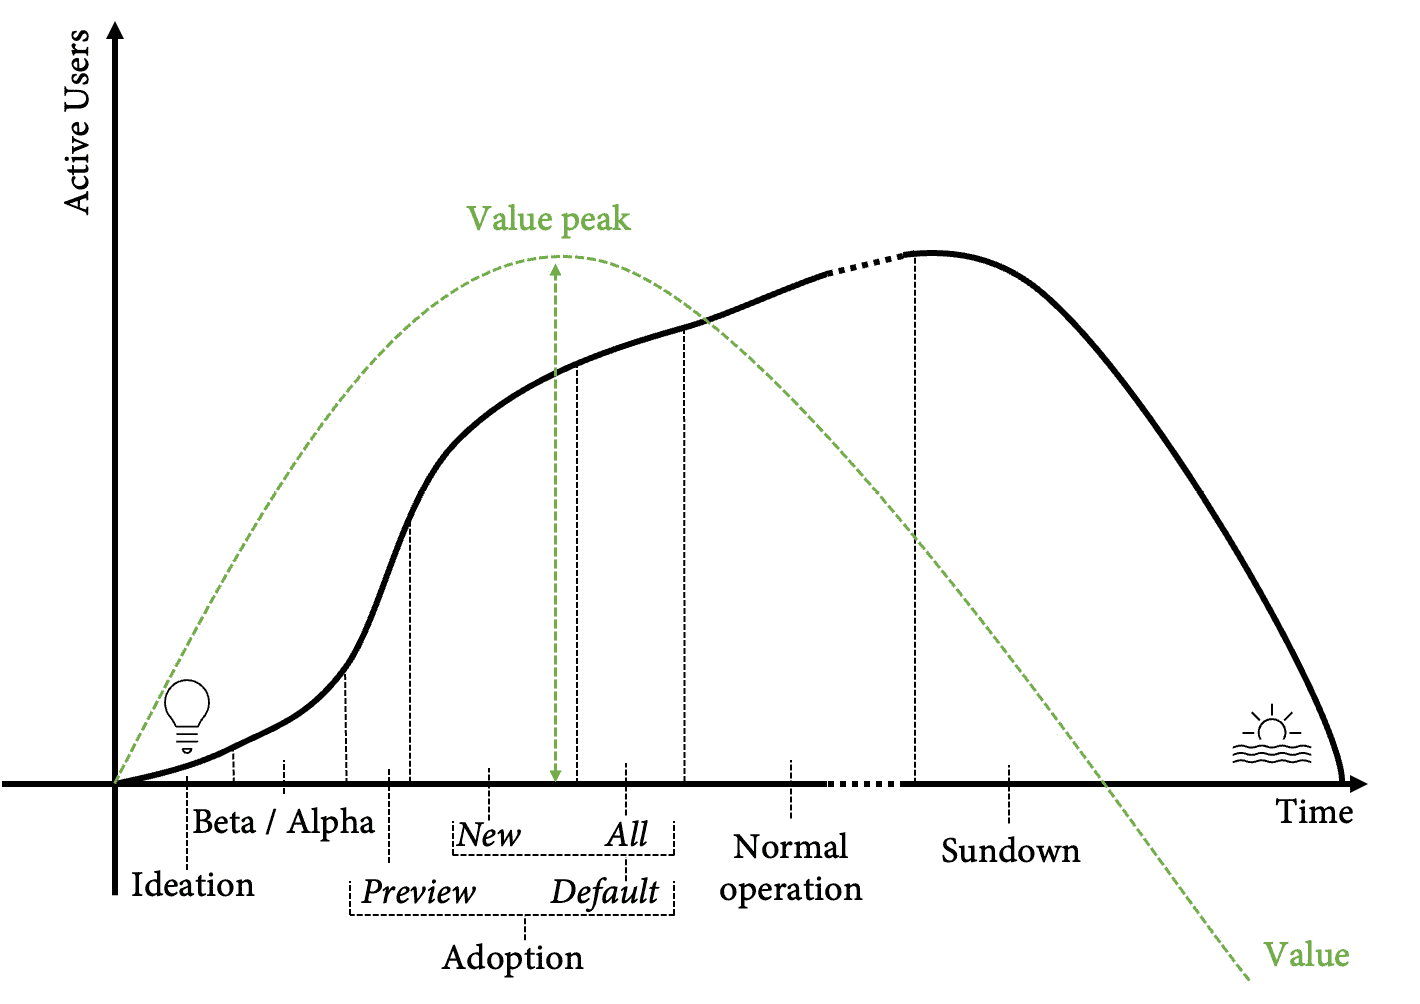 Active Users
Value peak
Time
Beta / Alpha
New
All
Normal
operation
Sundown
Ideation
Preview
Default
Adoption
Value